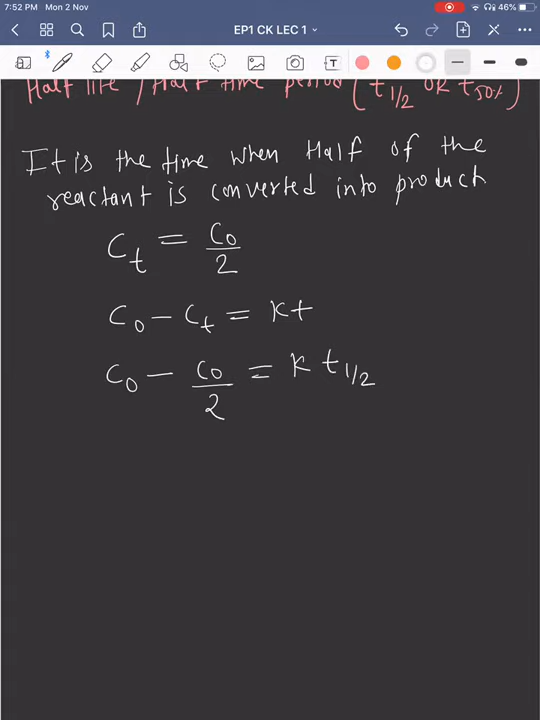 7:52 PM Mon 2 Nov 46%
EP1 CK LEC 1
Half life / Half time period ( t1/2 OR t50% )
It is the time when Half of the
reactant is converted into product
Ct = C0/2
C0 - Ct = Kt
C0 - C0/2 = K t1/2